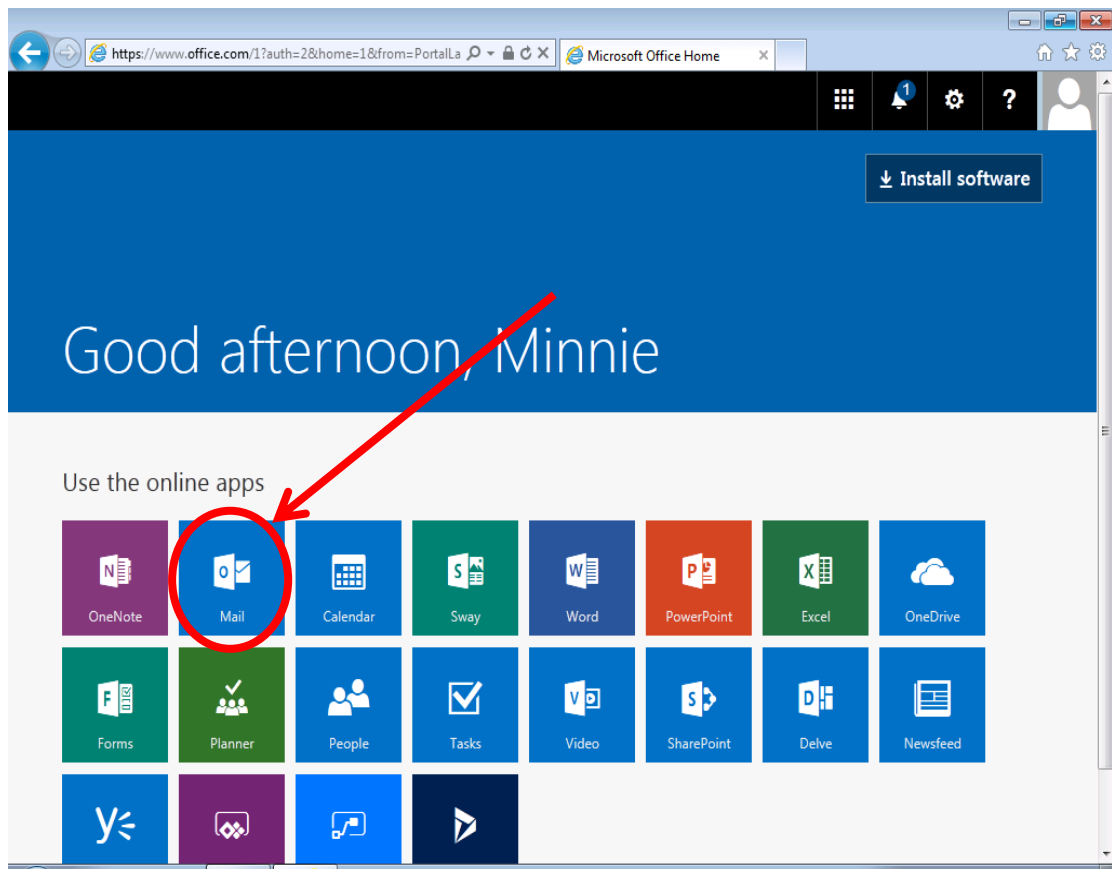 https://www.office.com/1?auth=2&home=1&from=PortalLa
Microsoft Office Home
1
?
Install software
Good afternoon, Minnie
Use the online apps
N
O
S
W
P
X
OneNote
Mail
Calendar
Sway
Word
PowerPoint
Excel
OneDrive
F
V
S
D
Forms
Planner
People
Tasks
Video
SharePoint
Delve
Newsfeed